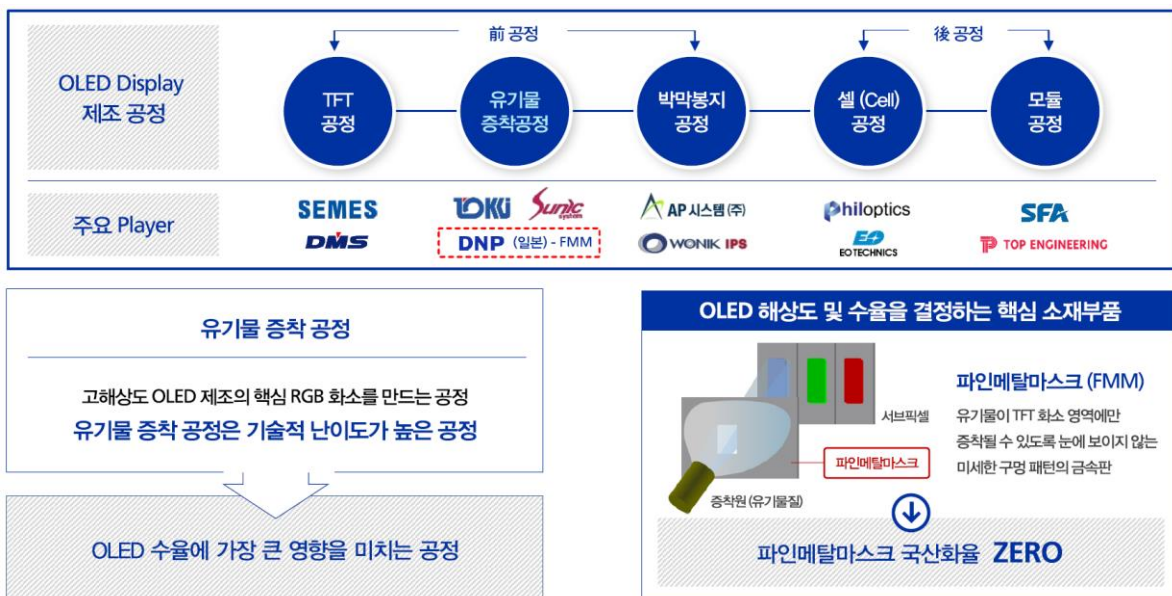 前 공정
後 공정
OLED Display
제조 공정
TFT
공정
유기물
증착공정
박막봉지
공정
셀 (Cell)
공정
모듈
공정
주요 Player
SEMES
DMS
TOKKI
Sunic
system
DNP (일본) - FMM
AP 시스템 (주)
WONIK IPS
Philoptics
EO
EO TECHNICS
SFA
TOP ENGINEERING
유기물 증착 공정
고해상도 OLED 제조의 핵심 RGB 화소를 만드는 공정
유기물 증착 공정은 기술적 난이도가 높은 공정
OLED 수율에 가장 큰 영향을 미치는 공정
OLED 해상도 및 수율을 결정하는 핵심 소재부품
서브픽셀
파인메탈마스크
증착원 (유기물질)
파인메탈마스크 (FMM)
유기물이 TFT 화소 영역에만
증착될 수 있도록 눈에 보이지 않는
미세한 구멍 패턴의 금속판
파인메탈마스크 국산화율 ZERO